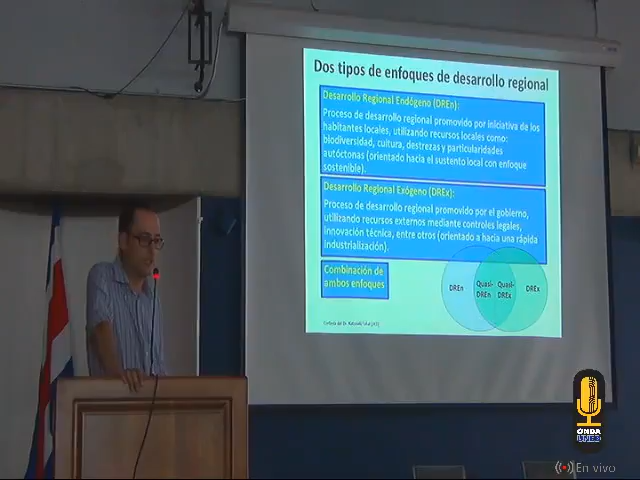 Dos tipos de enfoques de desarrollo regional
Desarrollo Regional Endógeno (DREn):
Proceso de desarrollo regional promovido por iniciativa de los
habitantes locales, utilizando recursos locales como:
biodiversidad, cultura, destrezas y particularidades
autóctonas (orientado hacia el sustento local con enfoque
sostenible).
Desarrollo Regional Exógeno (DREx):
Proceso de desarrollo regional promovido por el gobierno,
utilizando recursos externos mediante controles legales,
innovación técnica, entre otros (orientado a hacia una rápida
industrialización).
Combinación de
ambos enfoques
DREn
Quasi-
DREn
Quasi-
DREx
DREx
ONDA
UNED
En vivo